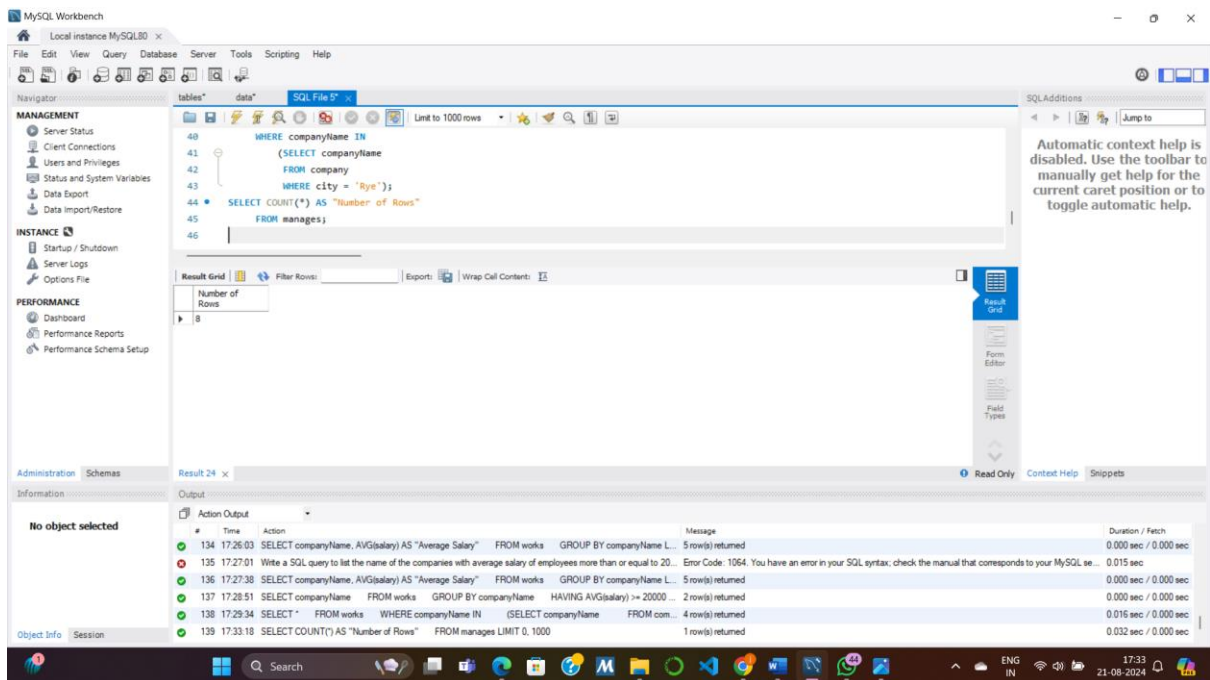 MySQL Workbench
Local instance MySQL80
File Edit View Query Database Server Tools Scripting Help
Navigator
MANAGEMENT
Server Status
Client Connections
Users and Privileges
Status and System Variables
Data Export
Data Import/Restore
INSTANCE
Startup / Shutdown
Server Logs
Options File
PERFORMANCE
Dashboard
Performance Reports
Performance Schema Setup
Administration Schemas
Information
No object selected
Object Info Session
tables* data* SQL File 5*
Limit to 1000 rows
40 WHERE companyName IN
41 (SELECT companyName
42 FROM company
43 WHERE city = 'Rye');
44 SELECT COUNT(*) AS "Number of Rows"
45 FROM manages;
46
Result Grid Filter Rows: Export: Wrap Cell Content:
Number of
Rows
8
Result
Grid
Form
Editor
Field
Types
Result 24
Read Only
SQLAdditions
Jump to
Automatic context help is
disabled. Use the toolbar to
manually get help for the
current caret position or to
toggle automatic help.
Context Help Snippets
Output
Action Output
# Time Action Message Duration / Fetch
134 17:26:03 SELECT companyName, AVG(salary) AS "Average Salary" FROM works GROUP BY companyName L... 5 row(s) returned 0.000 sec / 0.000 sec
135 17:27:01 Write a SQL query to list the name of the companies with average salary of employees more than or equal to 20... Error Code: 1064. You have an error in your SQL syntax; check the manual that corresponds to your MySQL se... 0.015 sec
136 17:27:38 SELECT companyName, AVG(salary) AS "Average Salary" FROM works GROUP BY companyName L... 5 row(s) returned 0.000 sec / 0.000 sec
137 17:28:51 SELECT companyName FROM works GROUP BY companyName HAVING AVG(salary) >= 20000 ... 2 row(s) returned 0.000 sec / 0.000 sec
138 17:29:34 SELECT * FROM works WHERE companyName IN (SELECT companyName FROM com... 4 row(s) returned 0.016 sec / 0.000 sec
139 17:33:18 SELECT COUNT(*) AS "Number of Rows" FROM manages LIMIT 0, 1000 1 row(s) returned 0.032 sec / 0.000 sec
1
Search
44
ENG
IN
17:33
21-08-2024